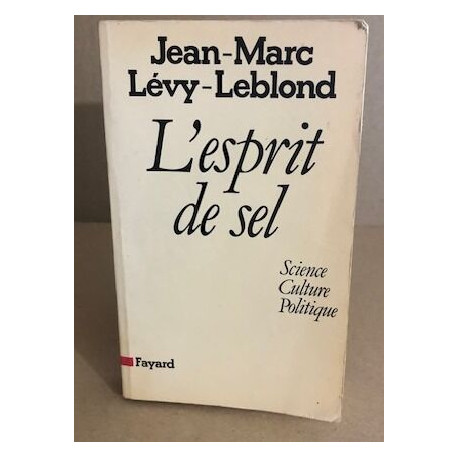 Jean-Marc
Lévy-Leblond
L'esprit
de sel
Science
Culture
Politique
Fayard